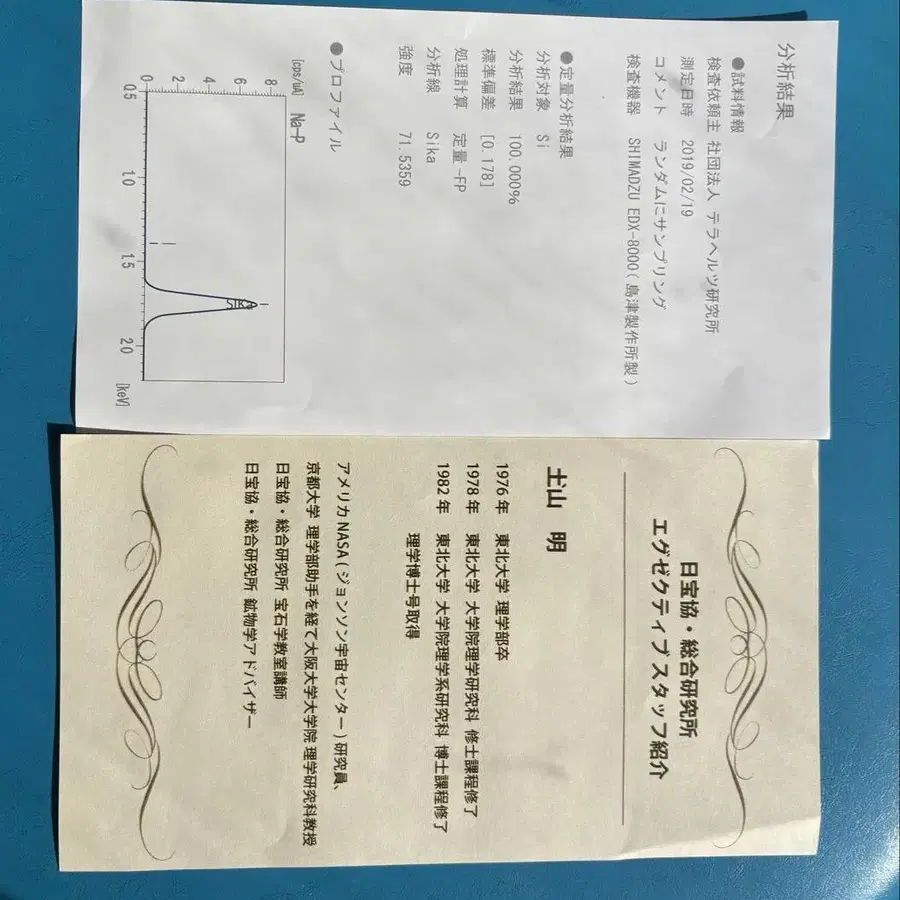 分析結果
●試料情報
検査依頼主 社団法人 テラヘルツ研究所
測定日時 2019/02/19
コメント ランダムにサンプリング
検査機器 SHIMADZU EDX-8000(島津製作所製)
●定量分析結果
分析対象 Si
分析結果 100.000%
標準偏差 [0.178]
処理計算 定量-FP
分析線 Sika
強度 71.5359
●プロファイル
[cps/uA] Na-P
8
6
4
2
0
SiKa
0.5 1.0 1.5 2.0 [keV]
日宝協・総合研究所
エグゼクティブスタッフ紹介
土山 明
1976年 東北大学 理学部卒
1978年 東北大学 大学院理学研究科 修士課程修了
1982年 東北大学 大学院理学系研究科 博士課程修了
理学博士号取得
アメリカNASA(ジョンソン宇宙センター)研究員、
京都大学 理学部助手を経て大阪大学大学院 理学研究科教授
日宝協・総合研究所 宝石学教室講師
日宝協・総合研究所 鉱物学アドバイザー